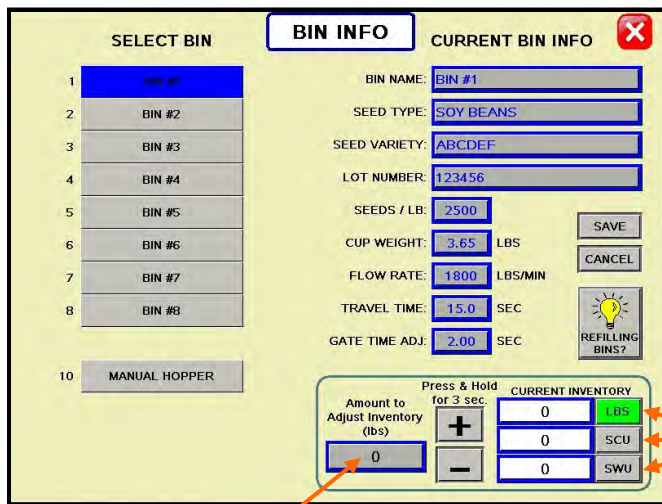 BIN INFO
SELECT BIN
1
2 BIN #2
3 BIN #3
4 BIN #4
5 BIN #5
6 BIN #6
7 BIN #7
8 BIN #8
10 MANUAL HOPPER
CURRENT BIN INFO
BIN NAME: BIN #1
SEED TYPE: SOY BEANS
SEED VARIETY: ABCDEF
LOT NUMBER: 123456
SEEDS / LB: 2500
CUP WEIGHT: 3.65 LBS
FLOW RATE: 1800 LBS/MIN
TRAVEL TIME: 15.0 SEC
GATE TIME ADJ: 2.00 SEC
SAVE
CANCEL
REFILLING
BINS?
Amount to
Adjust Inventory
(lbs)
0
Press & Hold
for 3 sec.
+
−
CURRENT INVENTORY
0 LBS
0 SCU
0 SWU